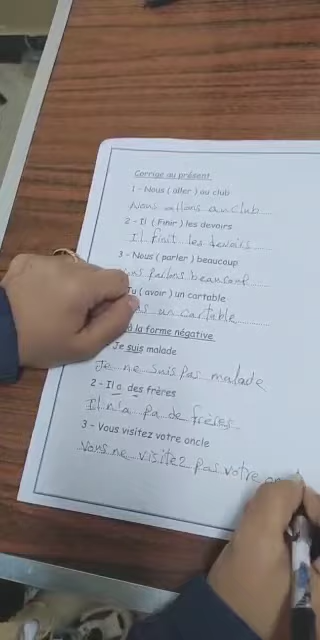 Corrige au présent
1 - Nous ( aller ) au club
Nous allons au club
2 - Il ( Finir ) les devoirs
Il finit les devoirs
3 - Nous ( parler ) beaucoup
parlons beaucoup
Tu ( avoir ) un cartable
as un cartable
à la forme négative
Je suis malade
Je ne suis pas malade
2 - Il a des frères
Il n'a pa de frères
3 - Vous visitez votre oncle
Vous ne visitez pas votre